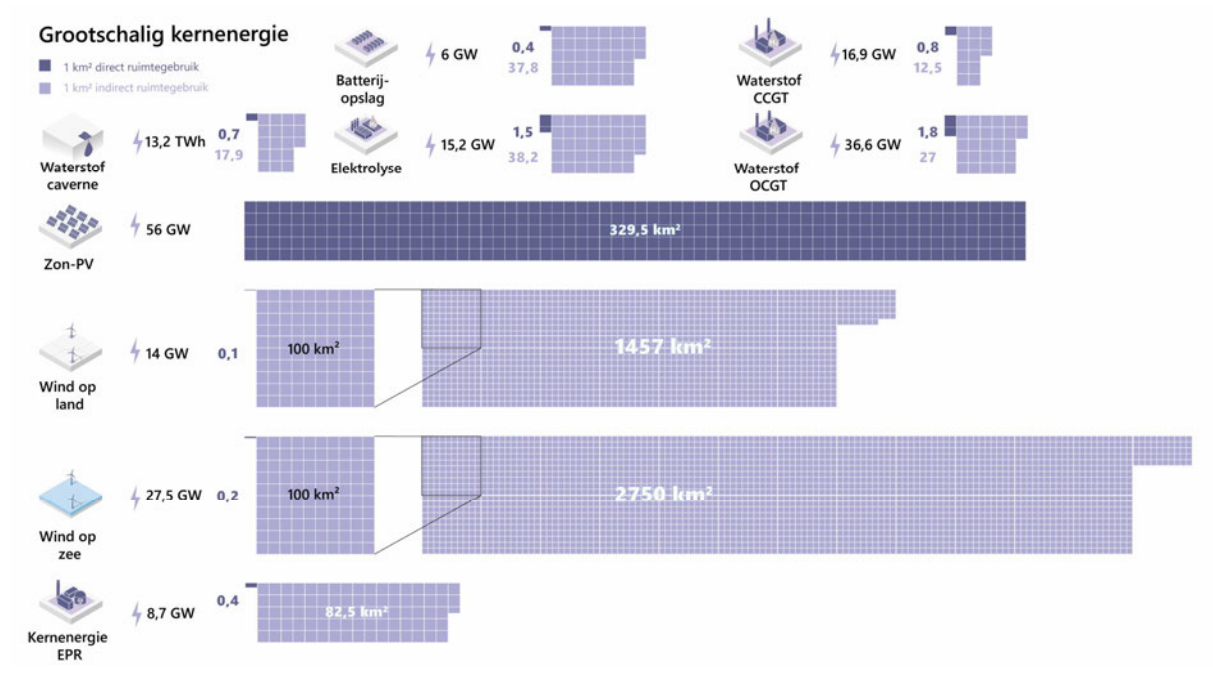 Grootschalig kernenergie
1 km² direct ruimtegebruik
1 km² indirect ruimtegebruik
6 GW
0,4
37,8
Batterij-
opslag
16,9 GW
0,8
12,5
Waterstof
CCGT
13,2 TWh
0,7
17,9
Waterstof
caverne
15,2 GW
1,5
38,2
Elektrolyse
36,6 GW
1,8
27
Waterstof
OCGT
56 GW
329,5 km²
Zon-PV
14 GW
0,1
100 km²
1457 km²
Wind op
land
27,5 GW
0,2
100 km²
2750 km²
Wind op
zee
8,7 GW
0,4
82,5 km²
Kernenergie
EPR